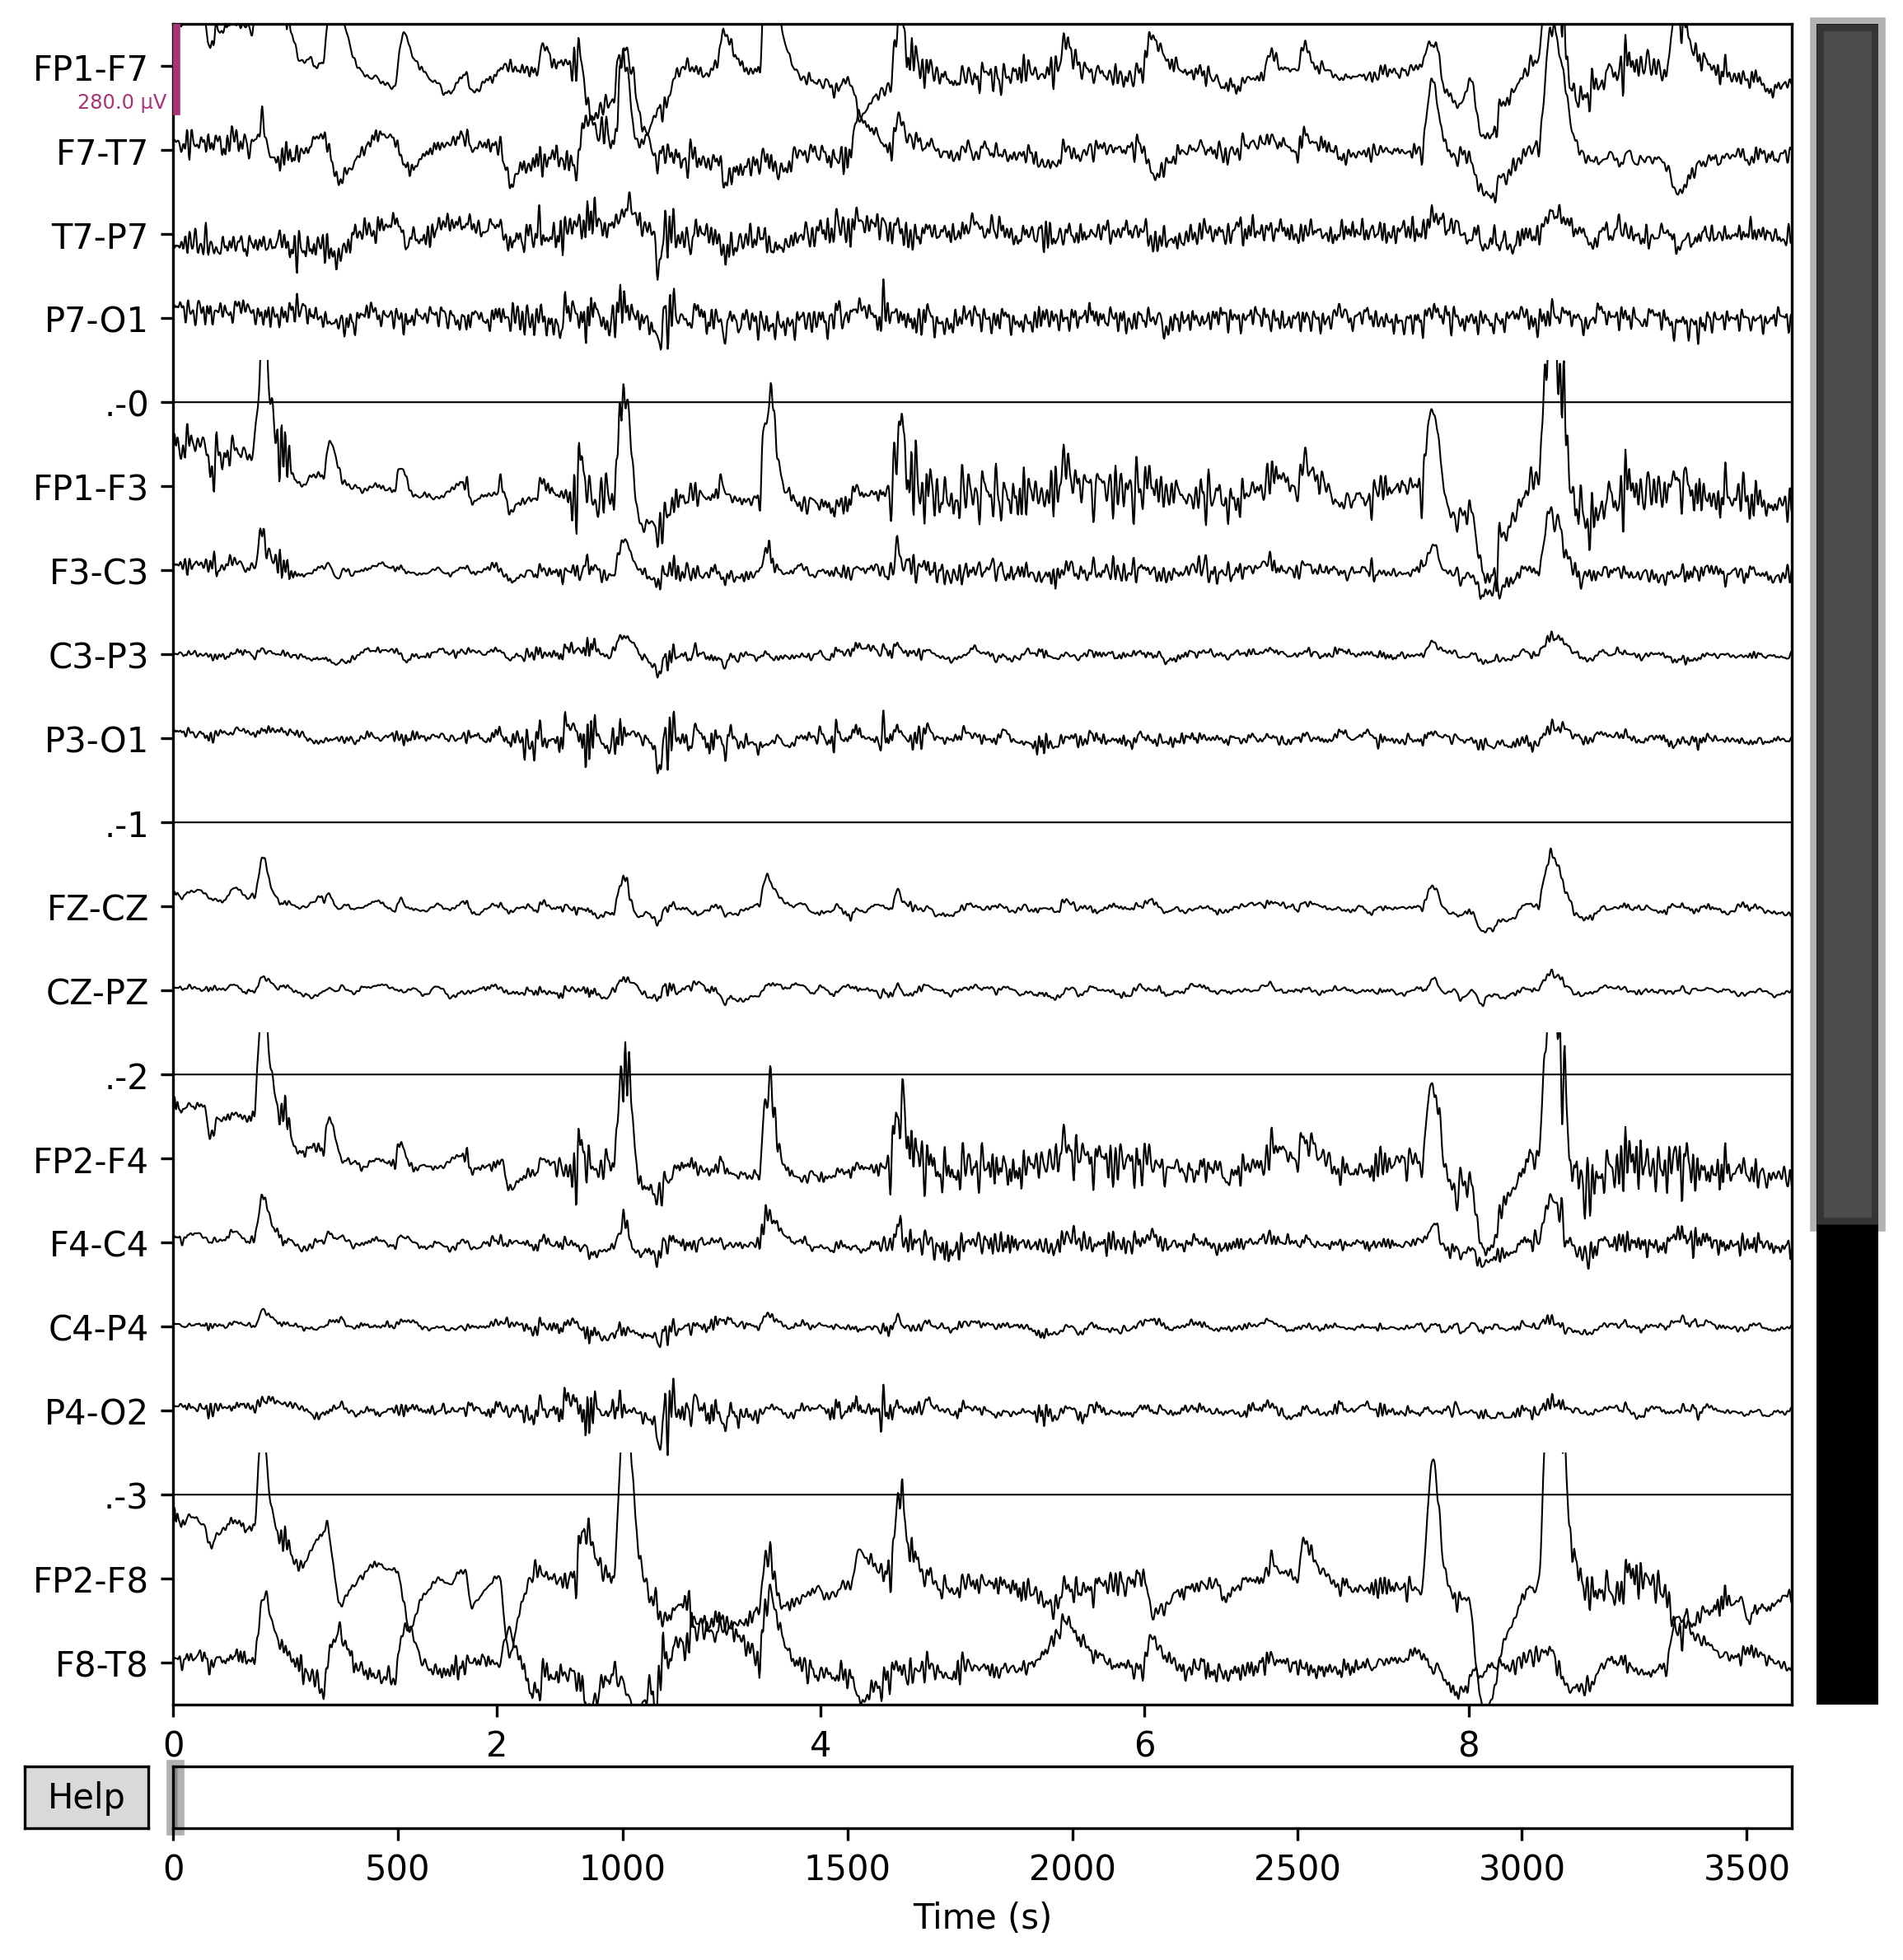 FP1-F7
280.0 µV
F7-T7
T7-P7
P7-O1
.-0
FP1-F3
F3-C3
C3-P3
P3-O1
.-1
FZ-CZ
CZ-PZ
.-2
FP2-F4
F4-C4
C4-P4
P4-O2
.-3
FP2-F8
F8-T8
0 2 4 6 8
Help
0 500 1000 1500 2000 2500 3000 3500
Time (s)